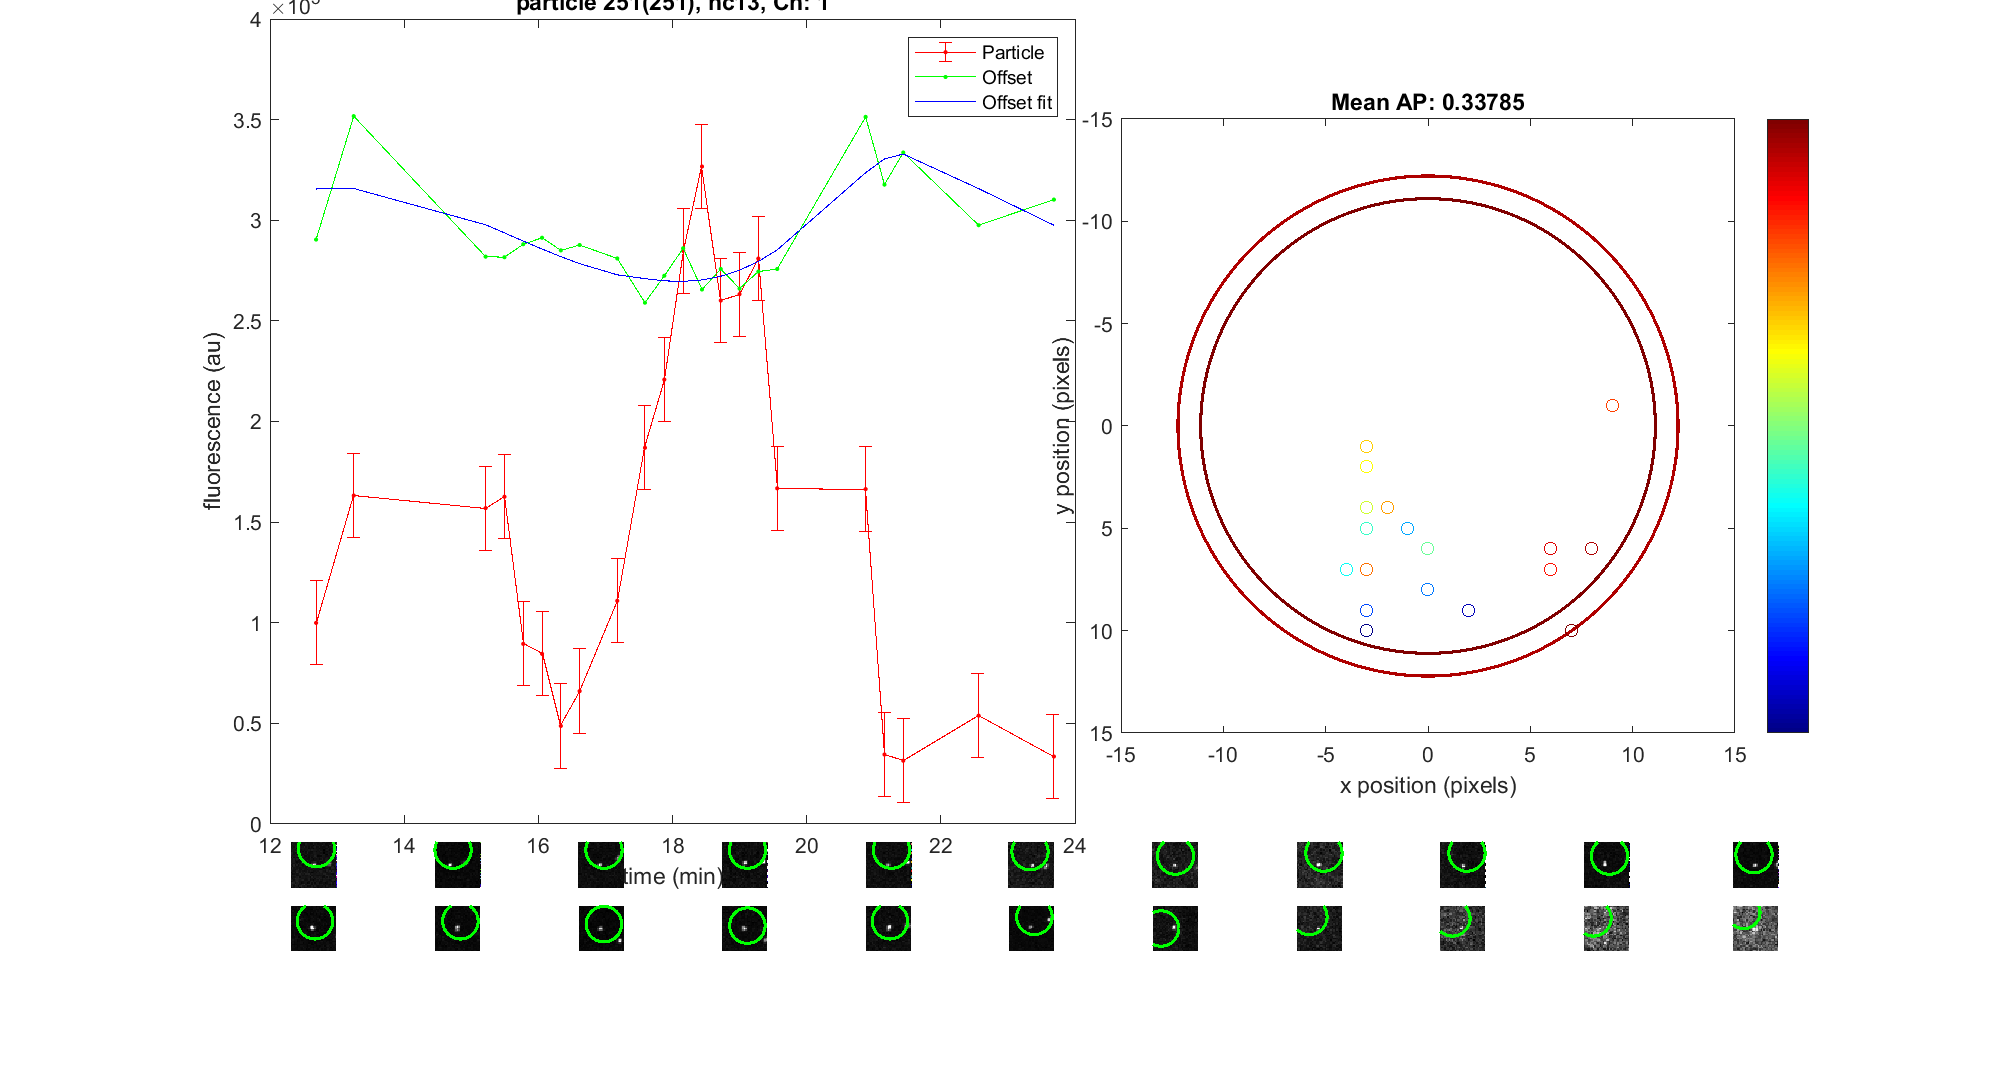 particle 251(251), nc13, Ch: 1
4
3.5
3
2.5
2
1.5
1
0.5
0
12 14 16 18 20 22 24
fluorescence (au)
time (min)
Particle
Offset
Offset fit
Mean AP: 0.33785
-15
-10
-5
0
5
10
15
-15 -10 -5 0 5 10 15
y position (pixels)
x position (pixels)